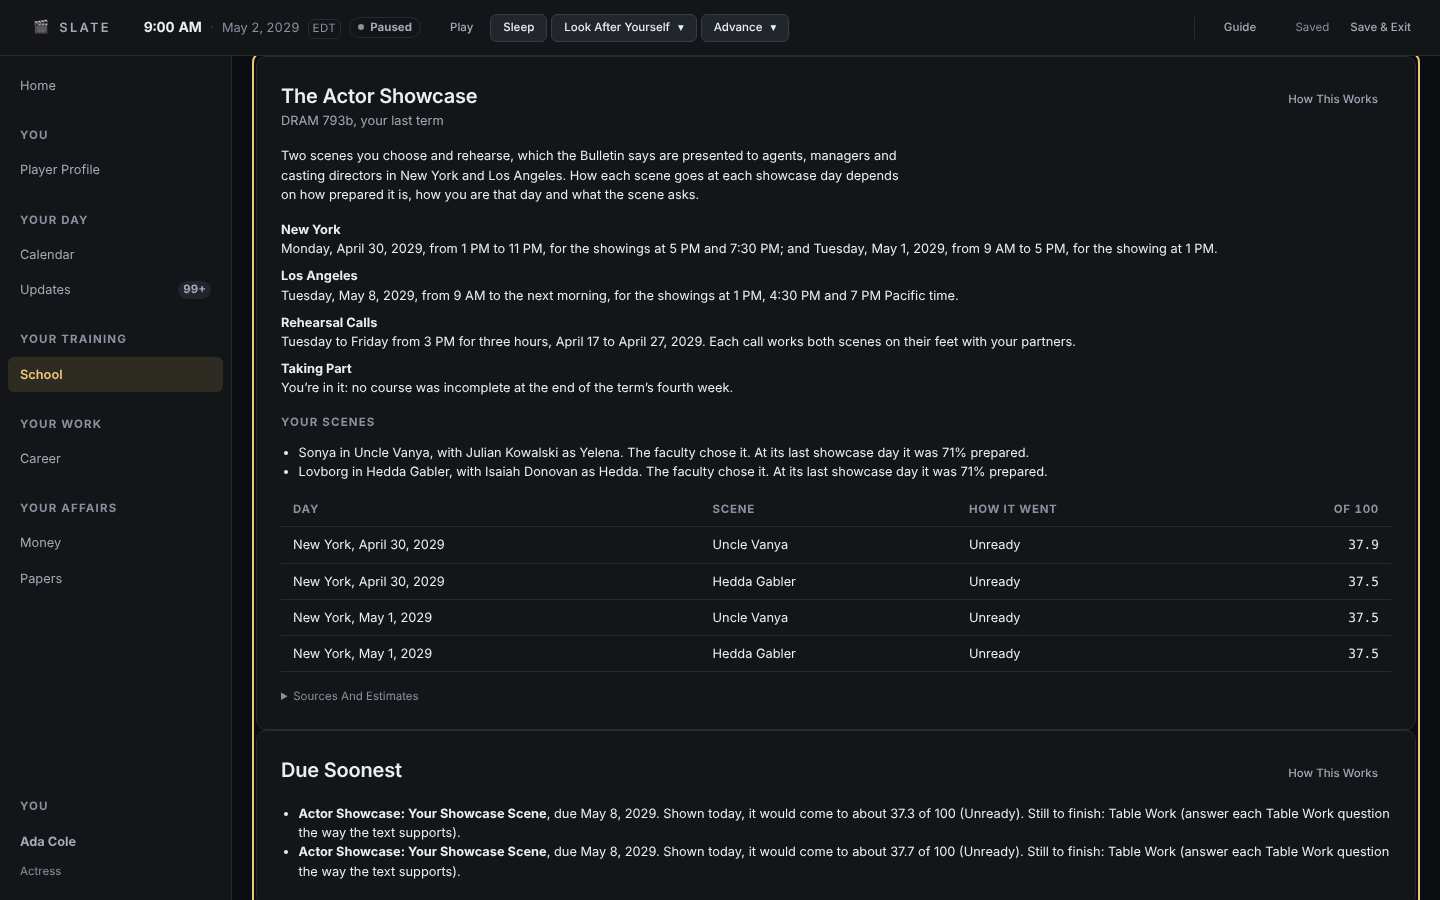 SLATE
9:00 AM · May 2, 2029 EDT Paused
Play
Sleep
Look After Yourself ▾
Advance ▾
Guide
Saved
Save & Exit
Home
YOU
Player Profile
YOUR DAY
Calendar
Updates 99+
YOUR TRAINING
School
YOUR WORK
Career
YOUR AFFAIRS
Money
Papers
YOU
Ada Cole
Actress
The Actor Showcase
How This Works
DRAM 793b, your last term
Two scenes you choose and rehearse, which the Bulletin says are presented to agents, managers and
casting directors in New York and Los Angeles. How each scene goes at each showcase day depends
on how prepared it is, how you are that day and what the scene asks.
New York
Monday, April 30, 2029, from 1 PM to 11 PM, for the showings at 5 PM and 7:30 PM; and Tuesday, May 1, 2029, from 9 AM to 5 PM, for the showing at 1 PM.
Los Angeles
Tuesday, May 8, 2029, from 9 AM to the next morning, for the showings at 1 PM, 4:30 PM and 7 PM Pacific time.
Rehearsal Calls
Tuesday to Friday from 3 PM for three hours, April 17 to April 27, 2029. Each call works both scenes on their feet with your partners.
Taking Part
You’re in it: no course was incomplete at the end of the term’s fourth week.
YOUR SCENES
• Sonya in Uncle Vanya, with Julian Kowalski as Yelena. The faculty chose it. At its last showcase day it was 71% prepared.
• Lovborg in Hedda Gabler, with Isaiah Donovan as Hedda. The faculty chose it. At its last showcase day it was 71% prepared.
DAY SCENE HOW IT WENT OF 100
New York, April 30, 2029 Uncle Vanya Unready 37.9
New York, April 30, 2029 Hedda Gabler Unready 37.5
New York, May 1, 2029 Uncle Vanya Unready 37.5
New York, May 1, 2029 Hedda Gabler Unready 37.5
▶ Sources And Estimates
Due Soonest
How This Works
• Actor Showcase: Your Showcase Scene, due May 8, 2029. Shown today, it would come to about 37.3 of 100 (Unready). Still to finish: Table Work (answer each Table Work question
the way the text supports).
• Actor Showcase: Your Showcase Scene, due May 8, 2029. Shown today, it would come to about 37.7 of 100 (Unready). Still to finish: Table Work (answer each Table Work question
the way the text supports).